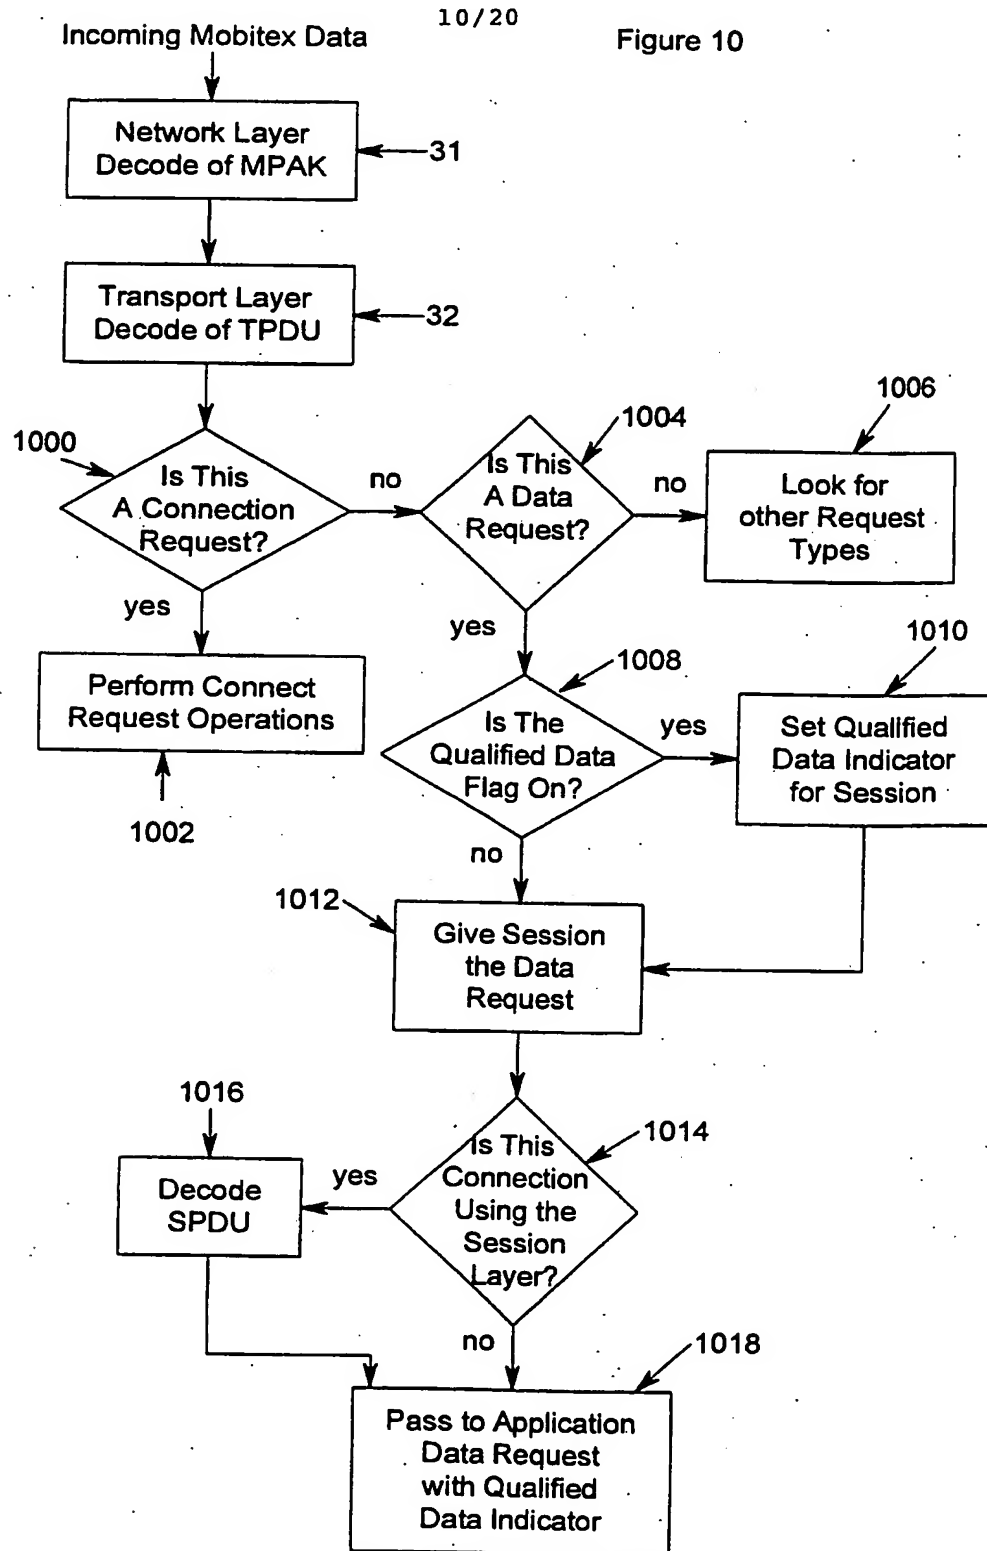 10/20
Incoming Mobitex Data
Figure 10
Network Layer
Decode of MPAK
31
Transport Layer
Decode of TPDU
32
1000
Is This
A Connection
Request?
no
1004
Is This
A Data
Request?
no
1006
Look for
other Request
Types
yes
Perform Connect
Request Operations
1002
yes
1008
Is The
Qualified Data
Flag On?
yes
1010
Set Qualified
Data Indicator
for Session
no
1012
Give Session
the Data
Request
1014
Is This
Connection
Using the
Session
Layer?
yes
1016
Decode
SPDU
no
1018
Pass to Application
Data Request
with Qualified
Data Indicator